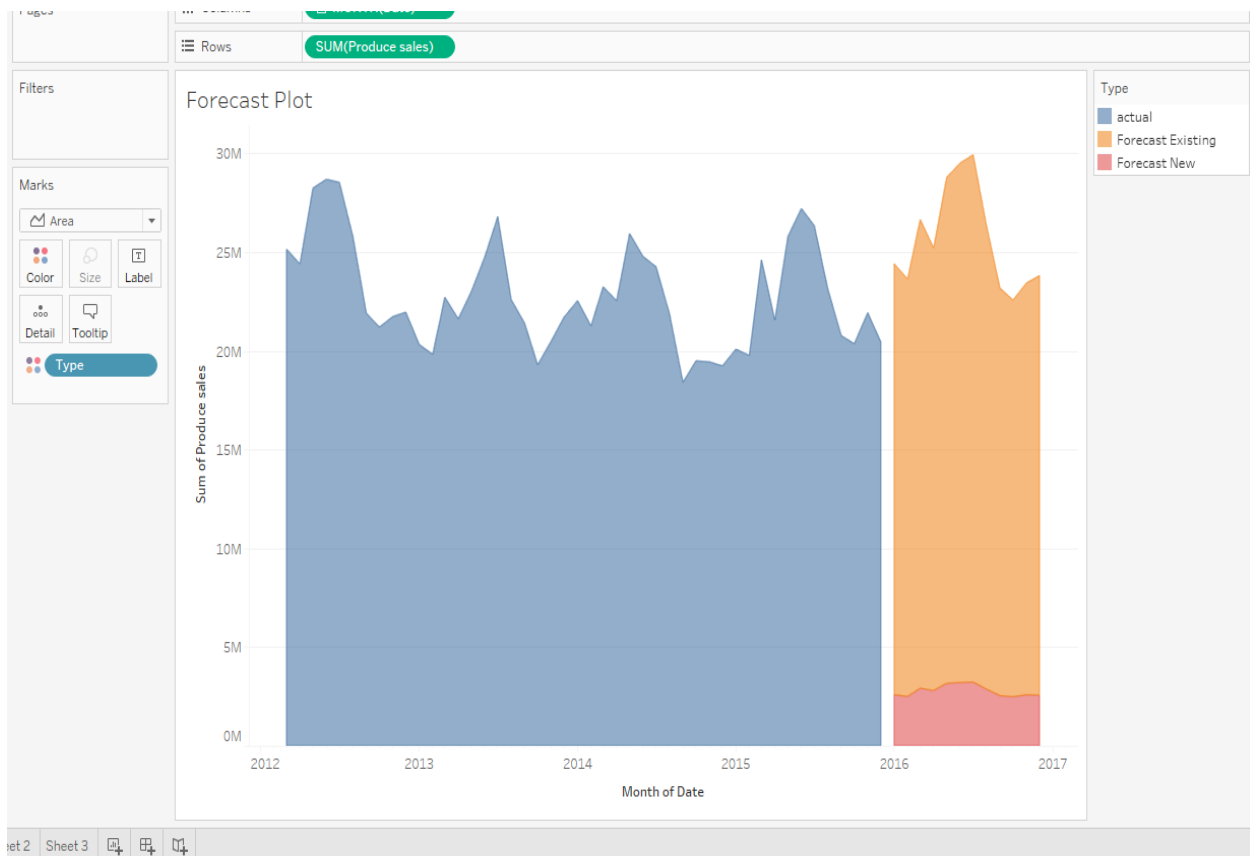 Rows
SUM(Produce sales)
Filters
Marks
Area
Color
Size
Label
Detail
Tooltip
Type
Forecast Plot
30M
25M
20M
15M
10M
5M
0M
Sum of Produce sales
2012
2013
2014
2015
2016
2017
Month of Date
Type
actual
Forecast Existing
Forecast New
Sheet 3